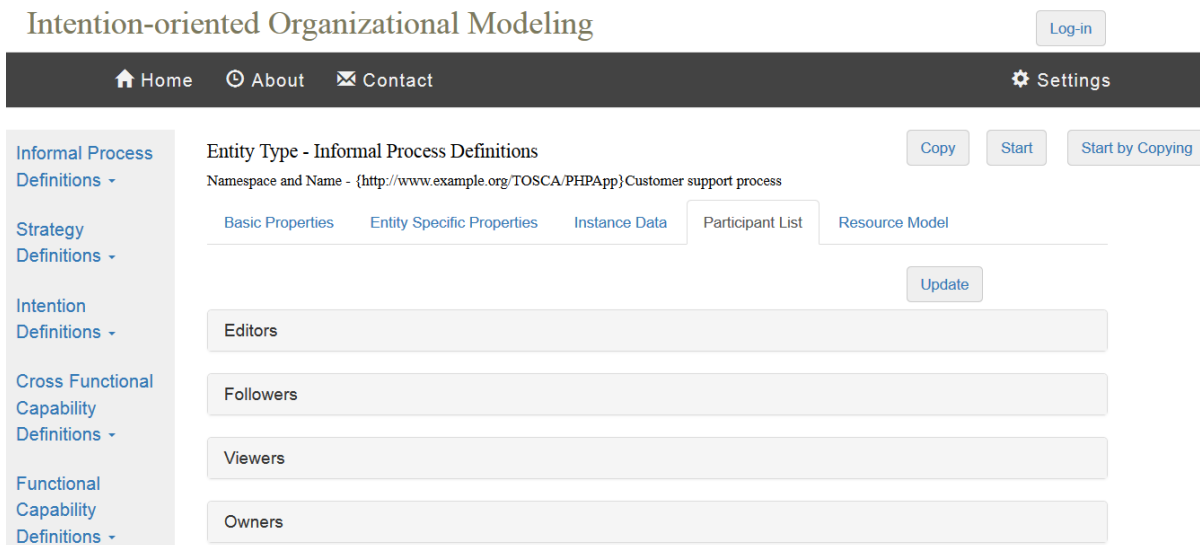 Intention-oriented Organizational Modeling
Log-in
Home About Contact Settings
Informal Process
Definitions
Strategy
Definitions
Intention
Definitions
Cross Functional
Capability
Definitions
Functional
Capability
Definitions
Entity Type - Informal Process Definitions
Copy Start Start by Copying
Namespace and Name - {http://www.example.org/TOSCA/PHPApp}Customer support process
Basic Properties Entity Specific Properties Instance Data Participant List Resource Model
Update
Editors
Followers
Viewers
Owners